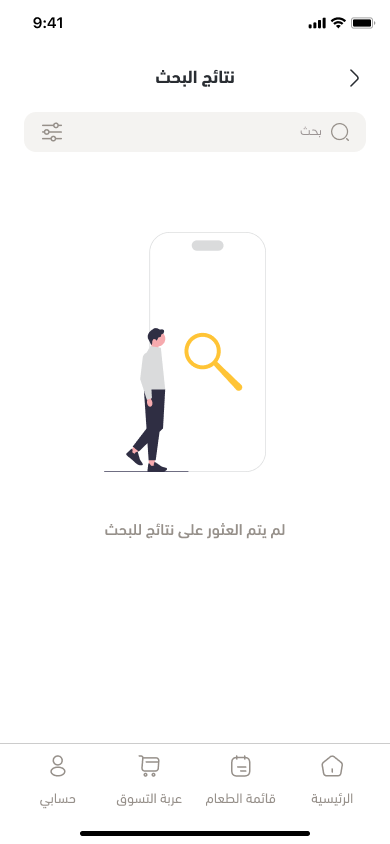 9:41
نتائج البحث
بحث
لم يتم العثور على نتائج للبحث
الرئيسية
قائمة الطعام
عربة التسوق
حسابي